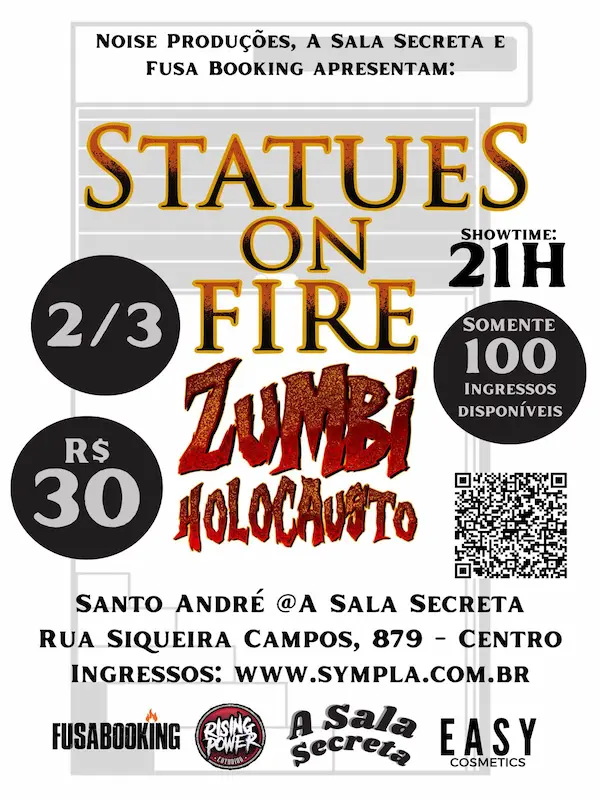 Noise Produções, A Sala Secreta e
Fusa Booking apresentam:
Statues
on
Fire
Showtime:
21H
2/3
Somente
100
Ingressos
disponíveis
Zumbi
Holocausto
R$
30
Santo André @A Sala Secreta
Rua Siqueira Campos, 879 - Centro
Ingressos: www.sympla.com.br
FUSABOOKING
RISING
POWER
A Sala
Secreta
EASY
COSMETICS